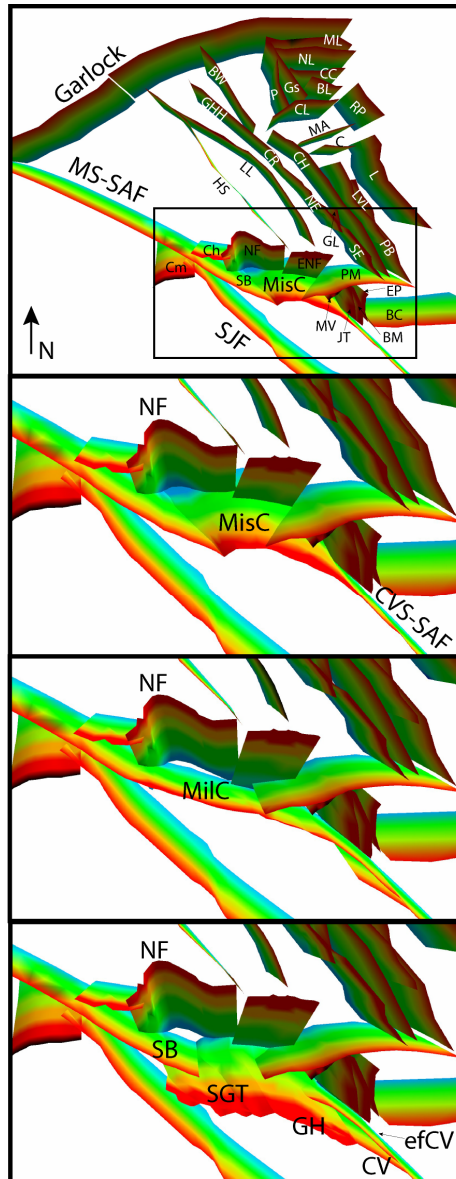 ML
NL
CC
BL
Gs
P
CL
RP
BW
Garlock
GHH
MA
C
CR
CH
LL
HS
L
NE
LvL
MS-SAF
GL
SE
PB
Ch
NF
ENF
Cm
SB
MisC
PM
EP
MV
JT
BC
BM
SJF
N
NF
MisC
CVS-SAF
NF
MilC
NF
SB
SGT
GH
efCV
CV